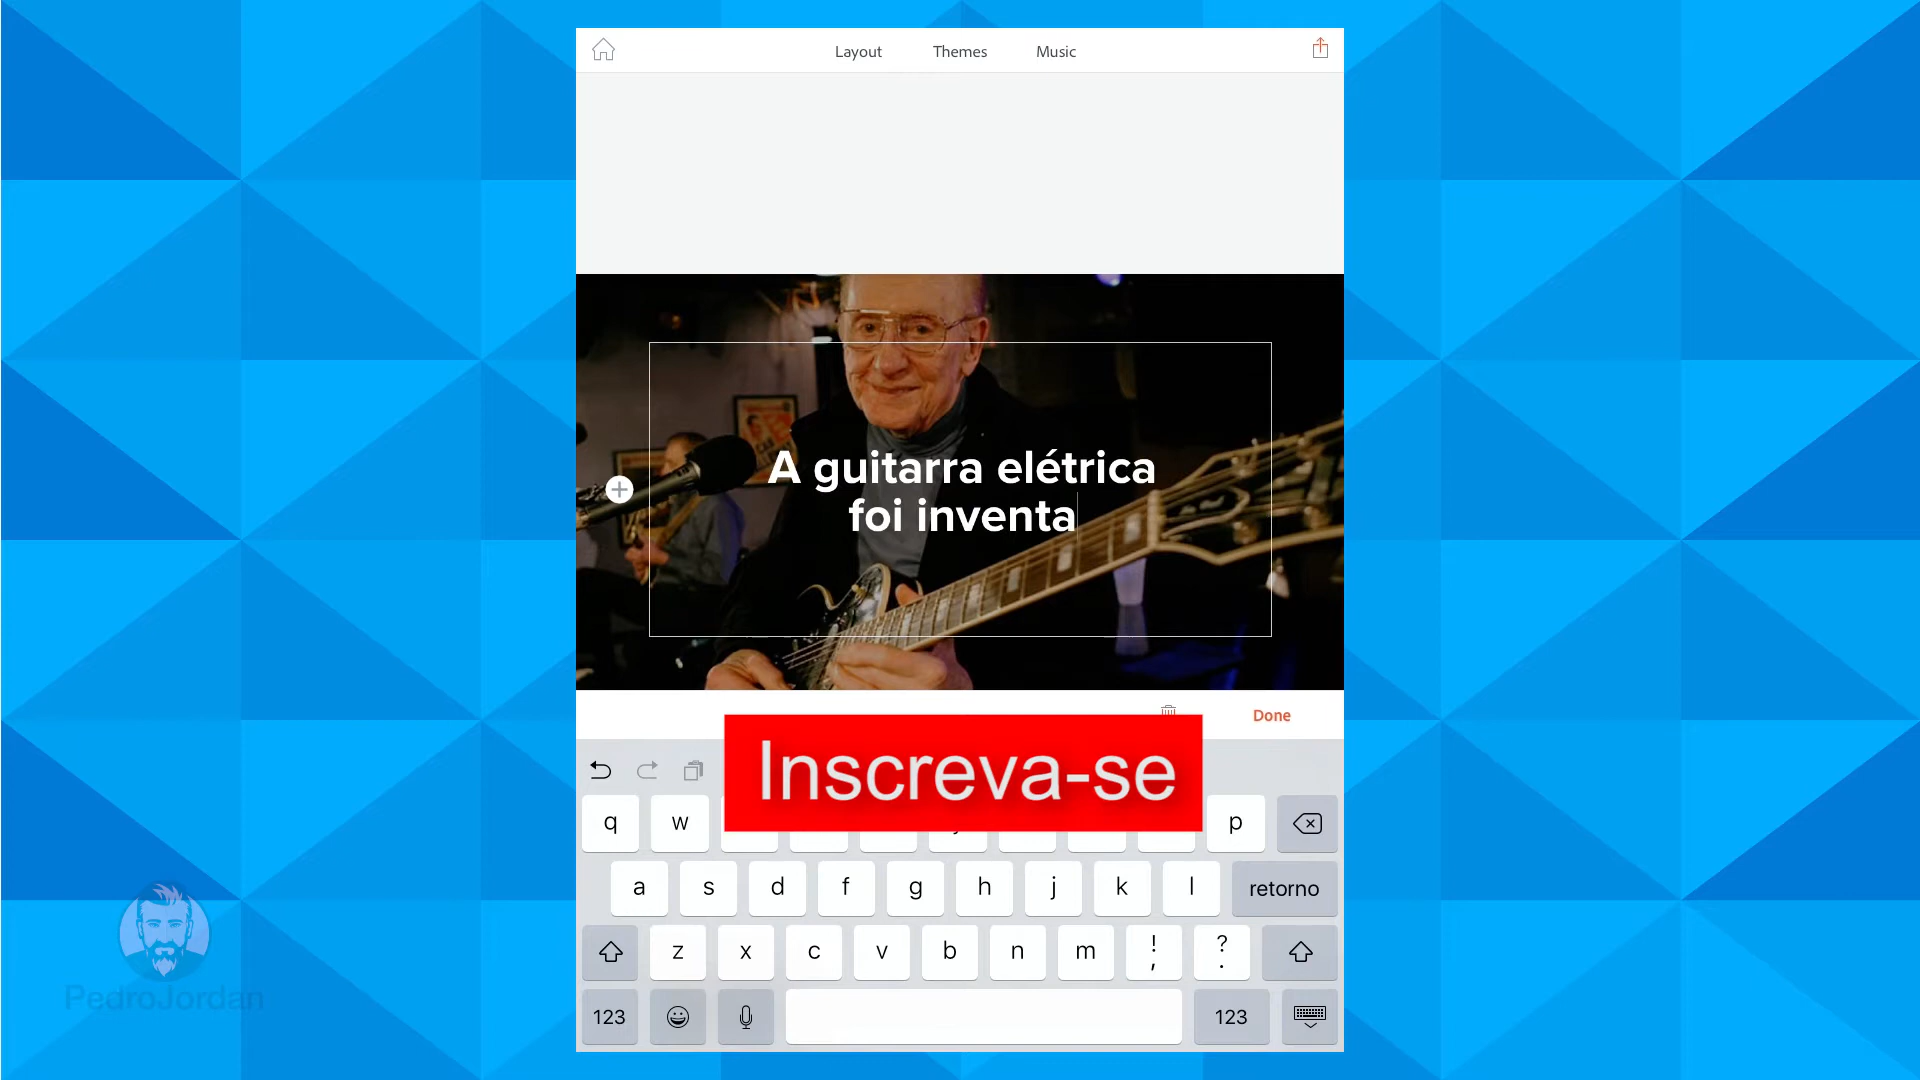 Layout Themes Music
A guitarra elétrica
foi inventa
Done
Inscreva-se
q w p
a s d f g h j k l retorno
z x c v b n m ! , ? .
123 123
PedroJordan